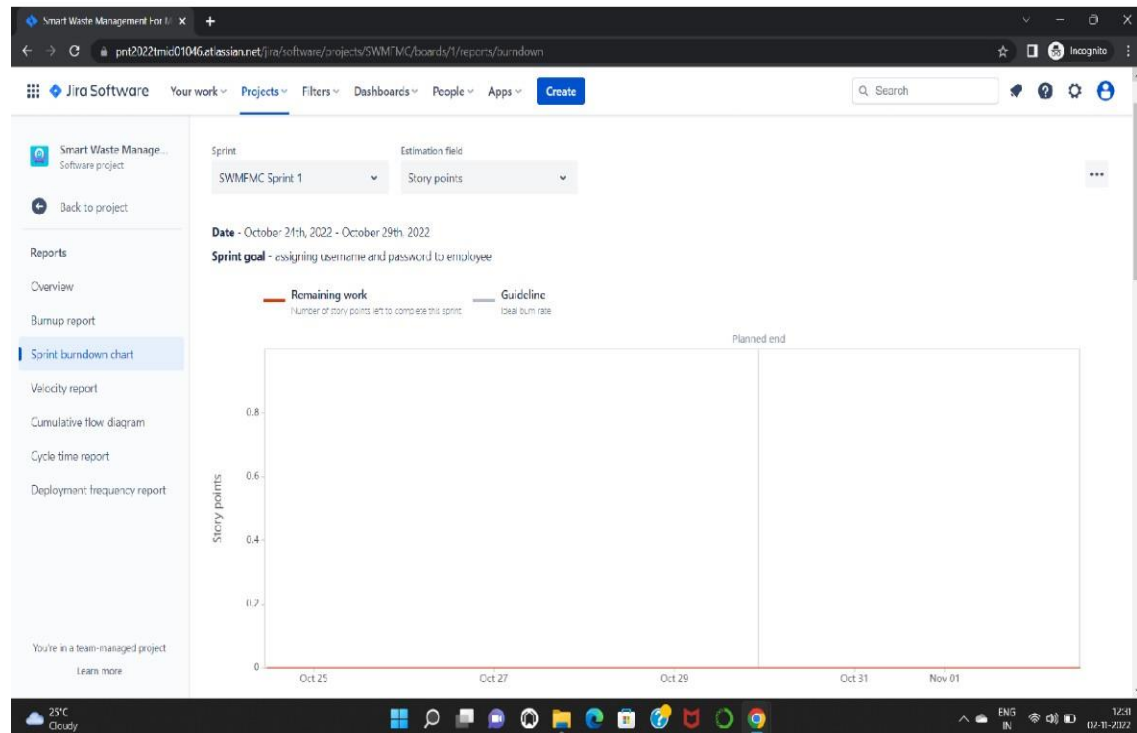 Smart Waste Management For M
pnt2022tmid01046.atlassian.net/jira/software/projects/SWMFMC/boards/1/reports/burndown
Incognito
Jira Software Your work Projects Filters Dashboards People Apps Create Search
Smart Waste Manage...
Software project
Back to project
Reports
Overview
Burnup report
Sprint burndown chart
Velocity report
Cumulative flow diagram
Cycle time report
Deployment frequency report
You're in a team-managed project
Learn more
Sprint Estimation field
SWMFMC Sprint 1 Story points
Date - October 24th, 2022 - October 29th, 2022
Sprint goal - assigning username and password to employee
Remaining work Guideline
Number of story points left to complete this sprint Ideal burn rate
Planned end
Story points
0.8
0.6
0.4
0.2
0
Oct 25 Oct 27 Oct 29 Oct 31 Nov 01
25°C
Cloudy
ENG
IN
12:31
02-11-2022